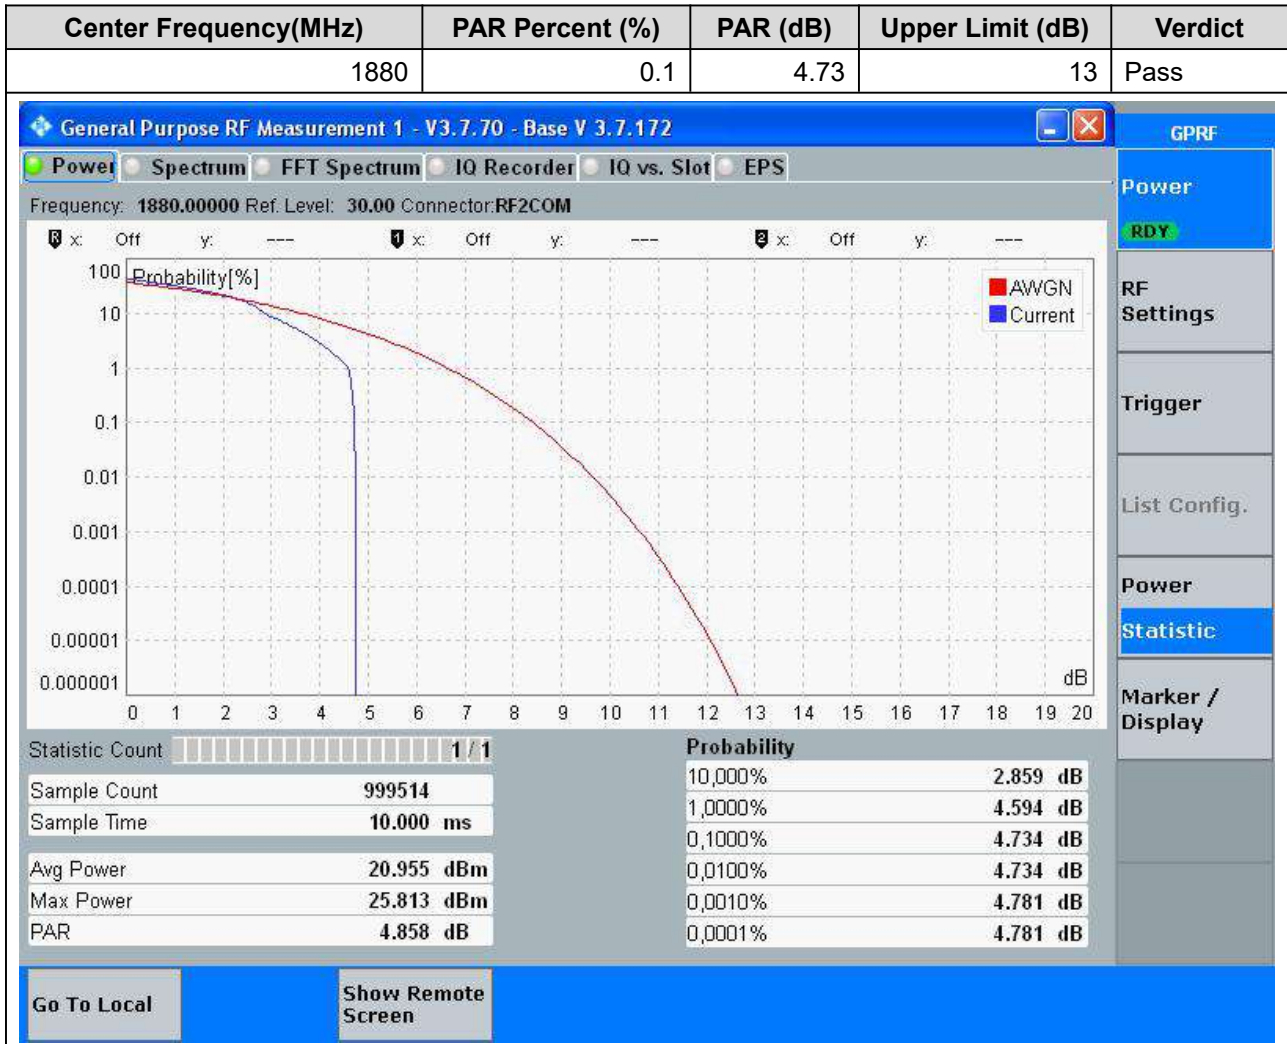 Center Frequency(MHz) PAR Percent (%) PAR (dB) Upper Limit (dB) Verdict
1880 0.1 4.73 13 Pass
General Purpose RF Measurement 1 - V3.7.70 - Base V 3.7.172
GPRF
Power Spectrum FFT Spectrum IQ Recorder IQ vs. Slot EPS
Frequency: 1880.00000 Ref. Level: 30.00 Connector:RF2COM
R x: Off y: --- 1 x: Off y: --- 2 x: Off y: ---
Probability[%]
100
10
1
0.1
0.01
0.001
0.0001
0.00001
0.000001
AWGN
Current
dB
0 1 2 3 4 5 6 7 8 9 10 11 12 13 14 15 16 17 18 19 20
Statistic Count 1 / 1
Sample Count 999514
Sample Time 10.000 ms
Avg Power 20.955 dBm
Max Power 25.813 dBm
PAR 4.858 dB
Probability
10,000% 2.859 dB
1,0000% 4.594 dB
0,1000% 4.734 dB
0,0100% 4.734 dB
0,0010% 4.781 dB
0,0001% 4.781 dB
Power
RDY
RF
Settings
Trigger
List Config.
Power
Statistic
Marker /
Display
Go To Local
Show Remote
Screen